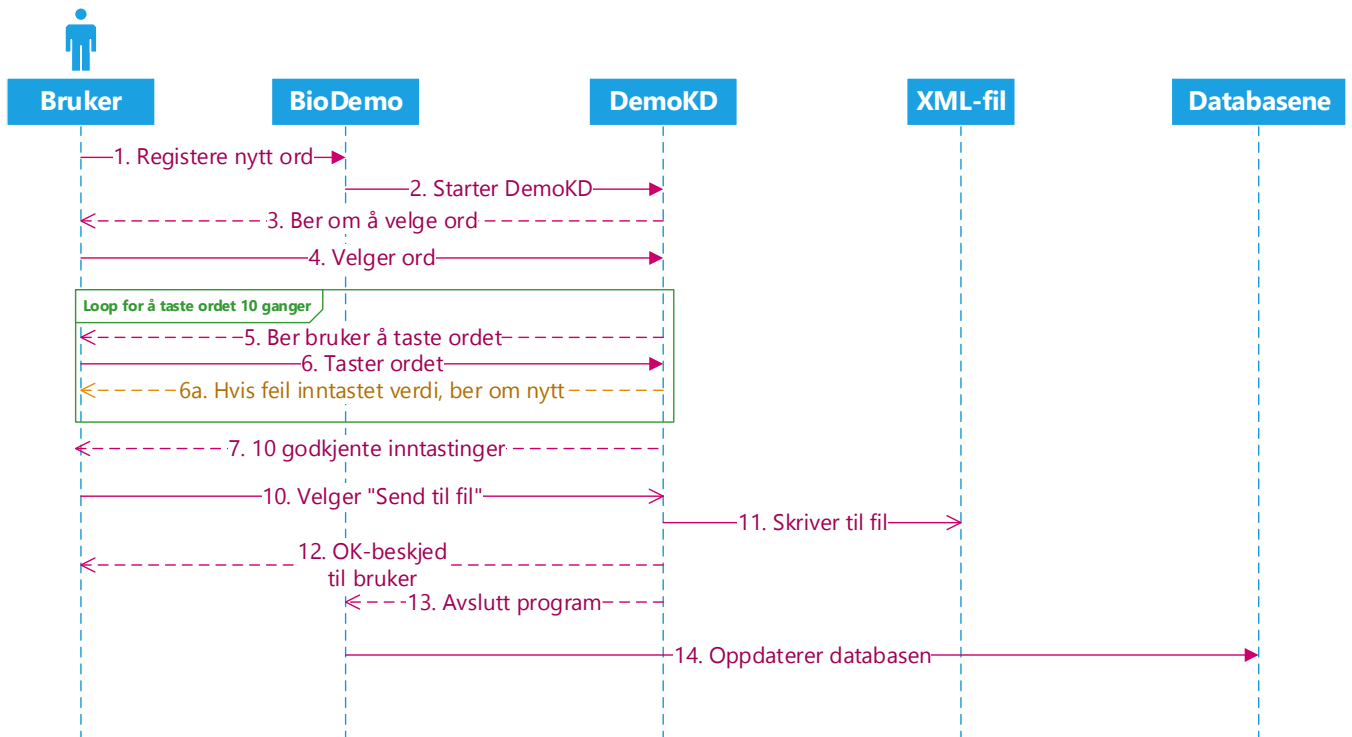 Bruker
BioDemo
DemoKD
XML-fil
Databasene
1. Registere nytt ord
2. Starter DemoKD
3. Ber om å velge ord
4. Velger ord
Loop for å taste ordet 10 ganger
5. Ber bruker å taste ordet
6. Taster ordet
6a. Hvis feil inntastet verdi, ber om nytt
7. 10 godkjente inntastinger
10. Velger "Send til fil"
11. Skriver til fil
12. OK-beskjed
til bruker
13. Avslutt program
14. Oppdaterer databasen